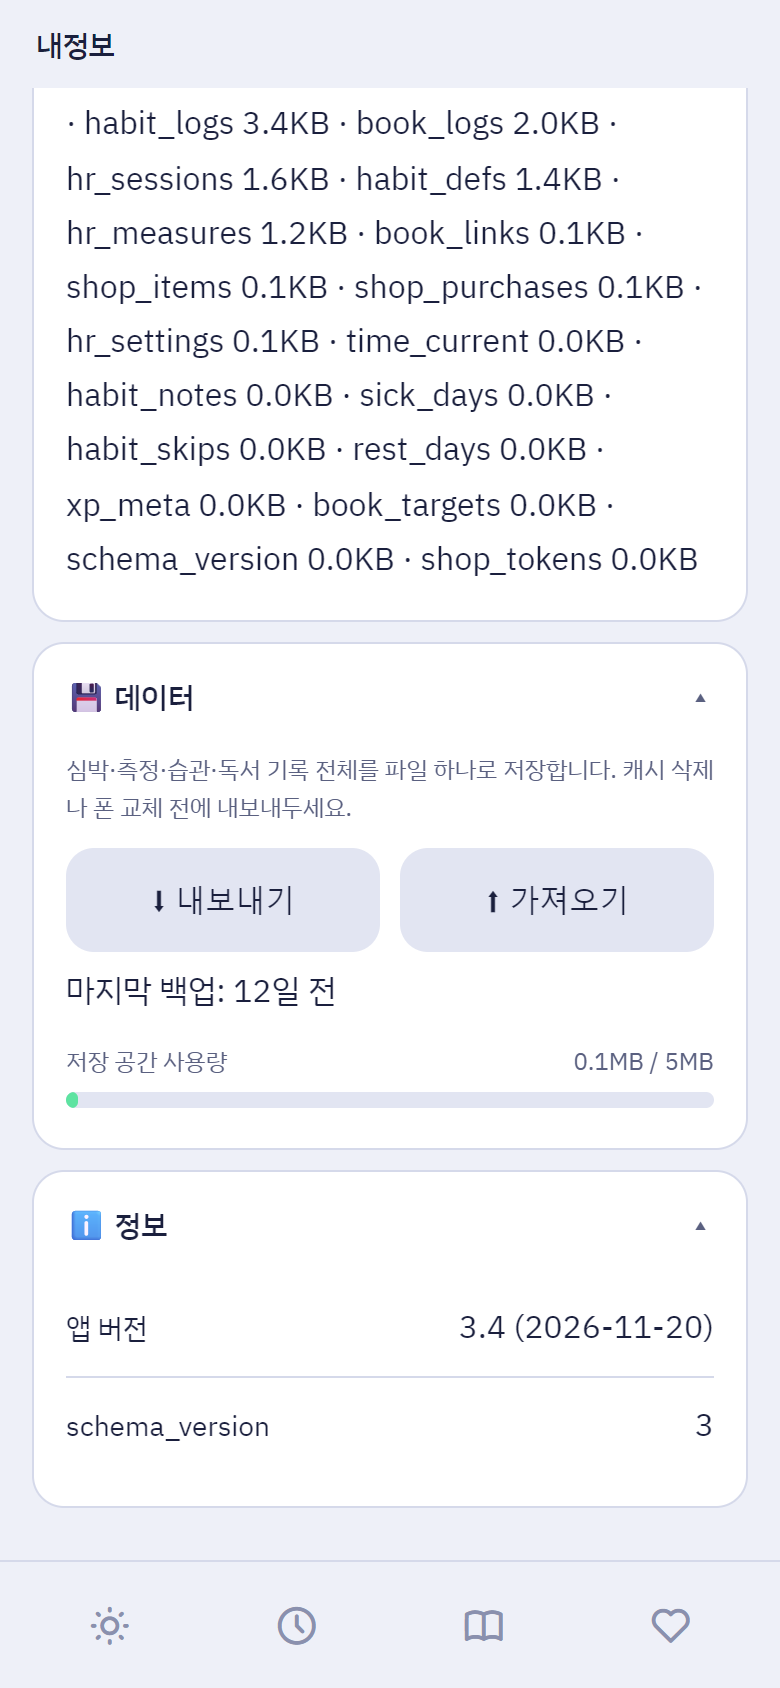 내정보
· habit_logs 3.4KB · book_logs 2.0KB ·
hr_sessions 1.6KB · habit_defs 1.4KB ·
hr_measures 1.2KB · book_links 0.1KB ·
shop_items 0.1KB · shop_purchases 0.1KB ·
hr_settings 0.1KB · time_current 0.0KB ·
habit_notes 0.0KB · sick_days 0.0KB ·
habit_skips 0.0KB · rest_days 0.0KB ·
xp_meta 0.0KB · book_targets 0.0KB ·
schema_version 0.0KB · shop_tokens 0.0KB
데이터
심박·측정·습관·독서 기록 전체를 파일 하나로 저장합니다. 캐시 삭제
나 폰 교체 전에 내보내두세요.
⬇ 내보내기
⬆ 가져오기
마지막 백업: 12일 전
저장 공간 사용량 0.1MB / 5MB
정보
앱 버전 3.4 (2026-11-20)
schema_version 3